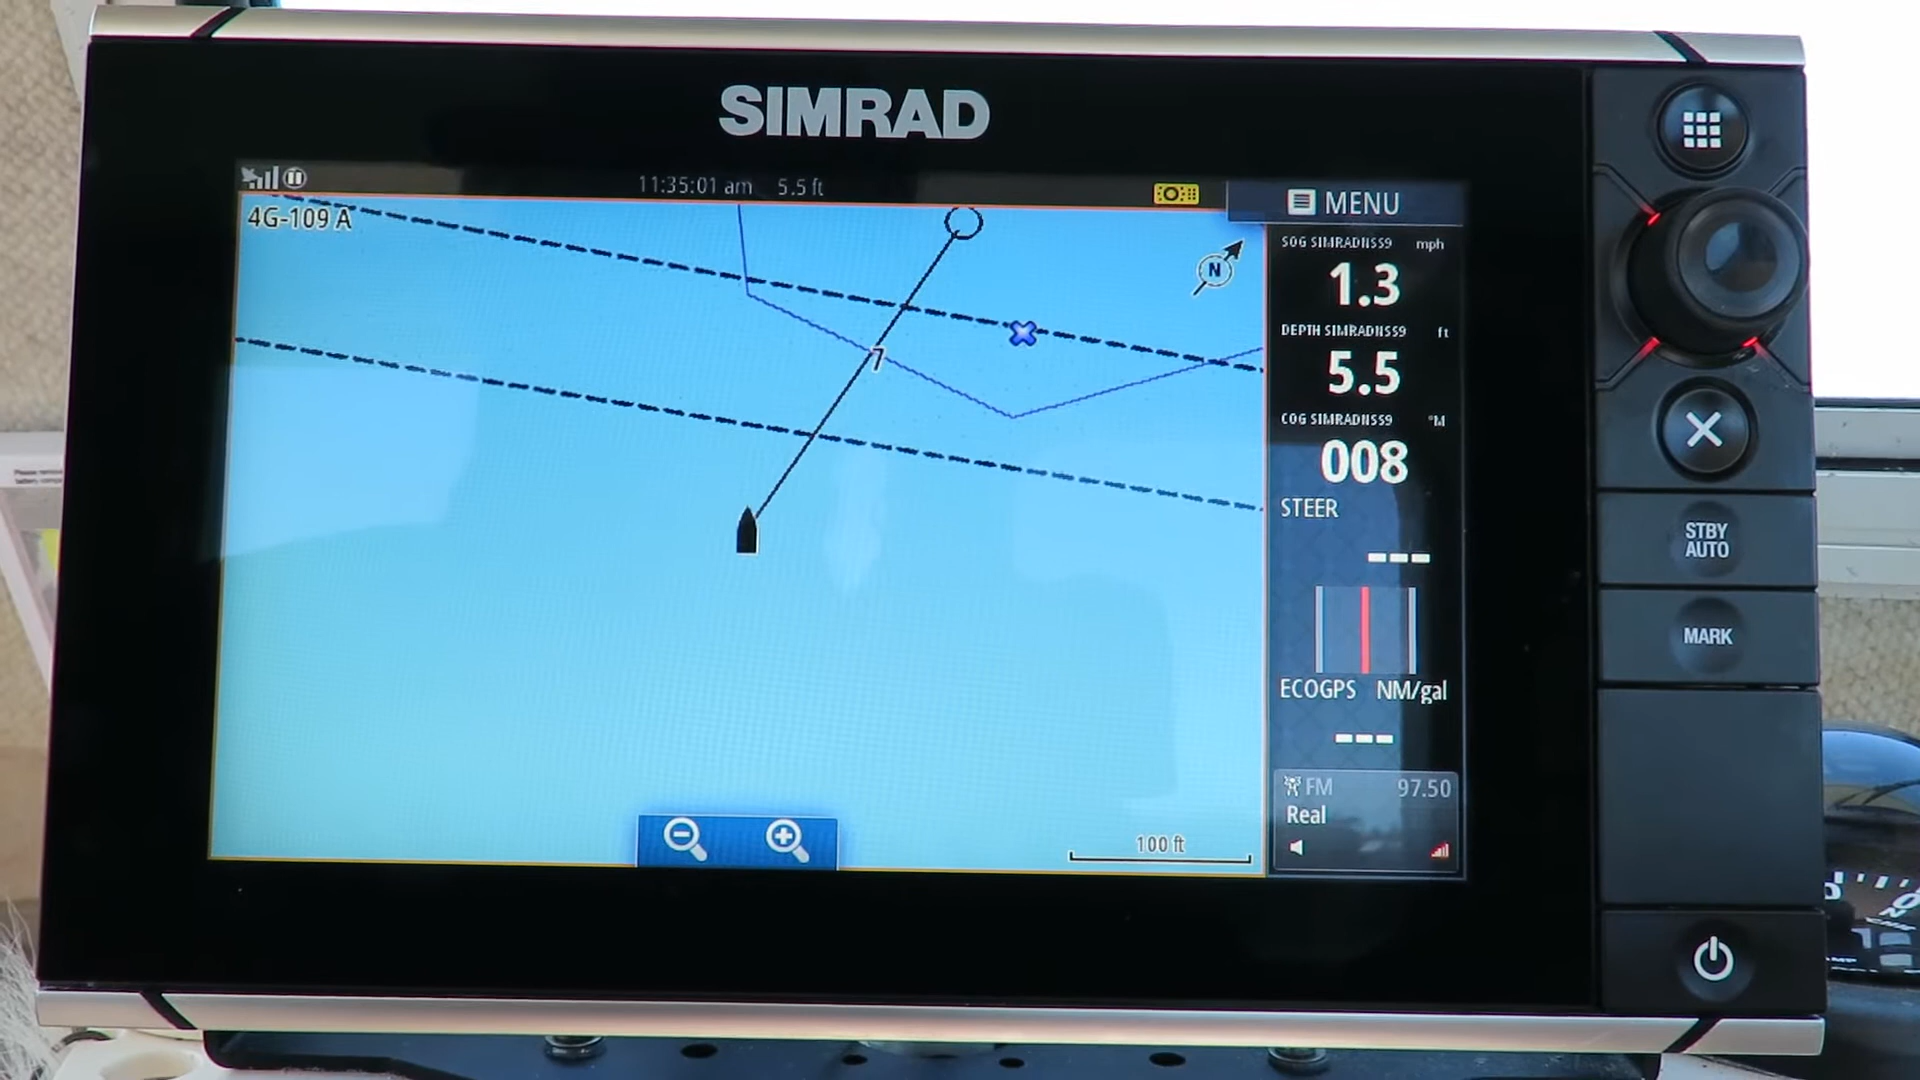 SIMRAD
11:35:01 am 5.5 ft
MENU
4G-109 A
N
7
100 ft
SOG SIMRADNSS9 mph
1.3
DEPTH SIMRADNSS9 ft
5.5
COG SIMRADNSS9 °M
008
STEER
---
ECOGPS NM/gal
---
FM 97.50
Real
STBY
AUTO
MARK